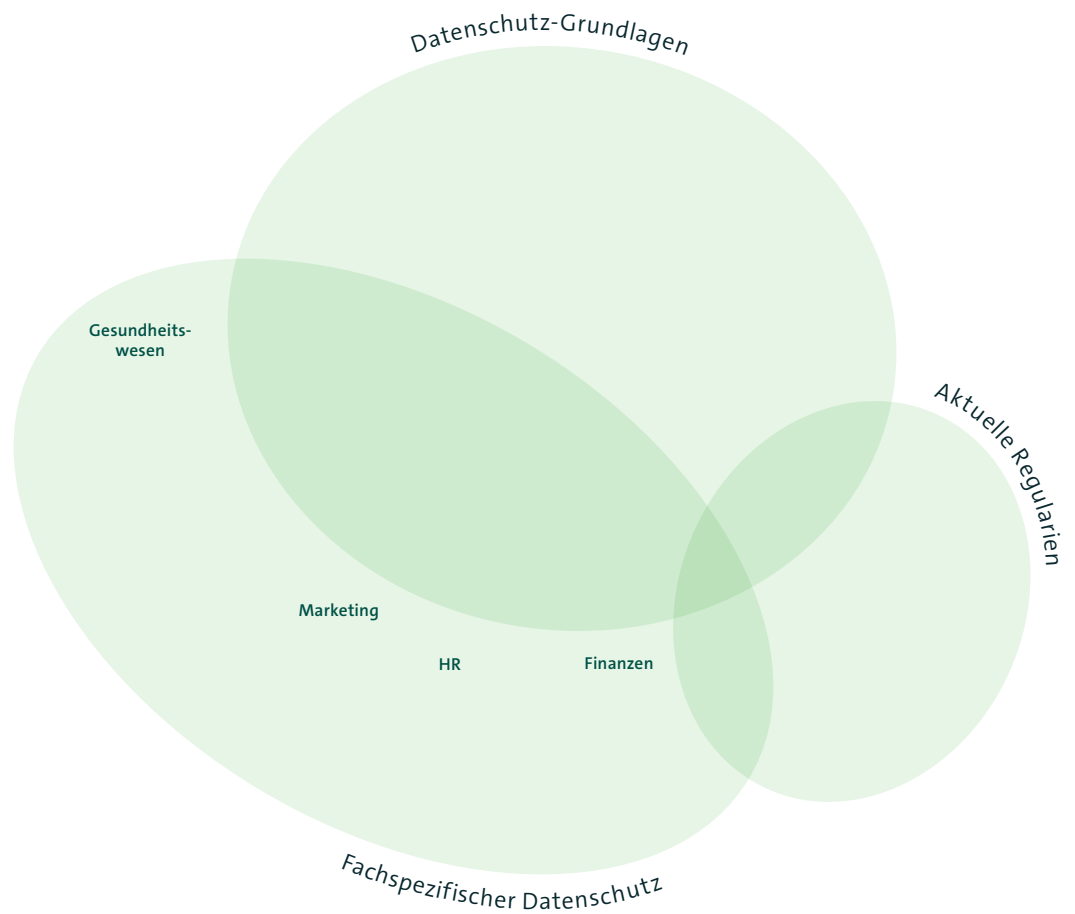 Datenschutz-Grundlagen
Gesundheits-
wesen
Aktuelle Regularien
Marketing
HR
Finanzen
Fachspezifischer Datenschutz